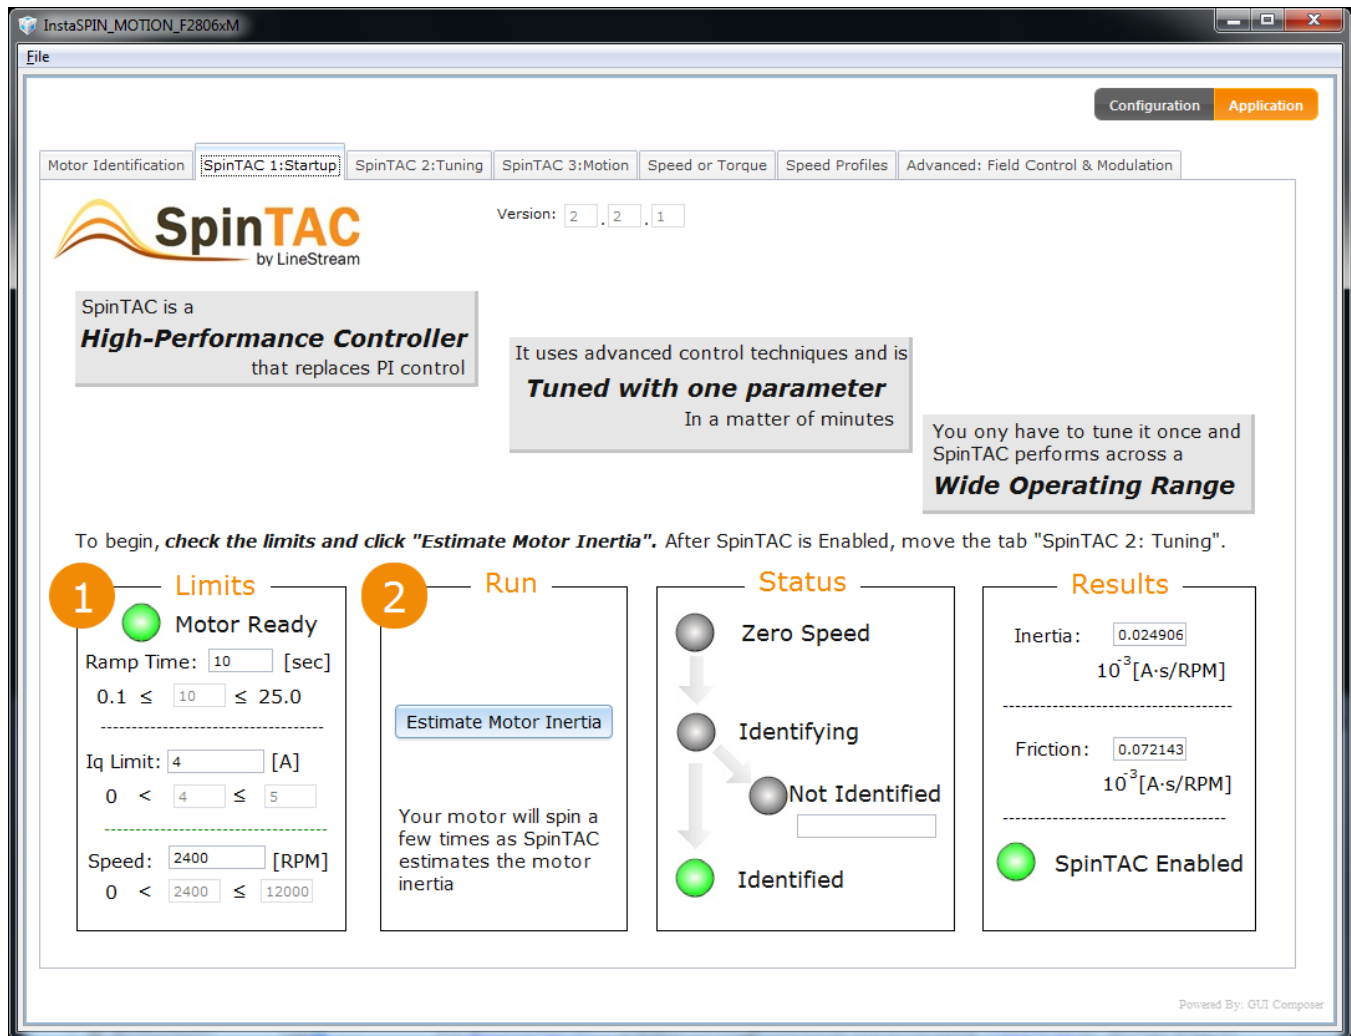 InstaSPIN_MOTION_F2806xM
File
Configuration Application
Motor Identification SpinTAC 1:Startup SpinTAC 2:Tuning SpinTAC 3:Motion Speed or Torque Speed Profiles Advanced: Field Control & Modulation
SpinTAC
by LineStream
Version: 2 . 2 . 1
SpinTAC is a
High-Performance Controller
that replaces PI control
It uses advanced control techniques and is
Tuned with one parameter
In a matter of minutes
You ony have to tune it once and
SpinTAC performs across a
Wide Operating Range
To begin, check the limits and click "Estimate Motor Inertia". After SpinTAC is Enabled, move the tab "SpinTAC 2: Tuning".
1 Limits
Motor Ready
Ramp Time: 10 [sec]
0.1 ≤ 10 ≤ 25.0
Iq Limit: 4 [A]
0 < 4 ≤ 5
Speed: 2400 [RPM]
0 < 2400 ≤ 12000
2 Run
Estimate Motor Inertia
Your motor will spin a
few times as SpinTAC
estimates the motor
inertia
Status
Zero Speed
Identifying
Not Identified
Identified
Results
Inertia: 0.024906
10⁻³[A·s/RPM]
Friction: 0.072143
10⁻³[A·s/RPM]
SpinTAC Enabled
Powered By: GUI Composer